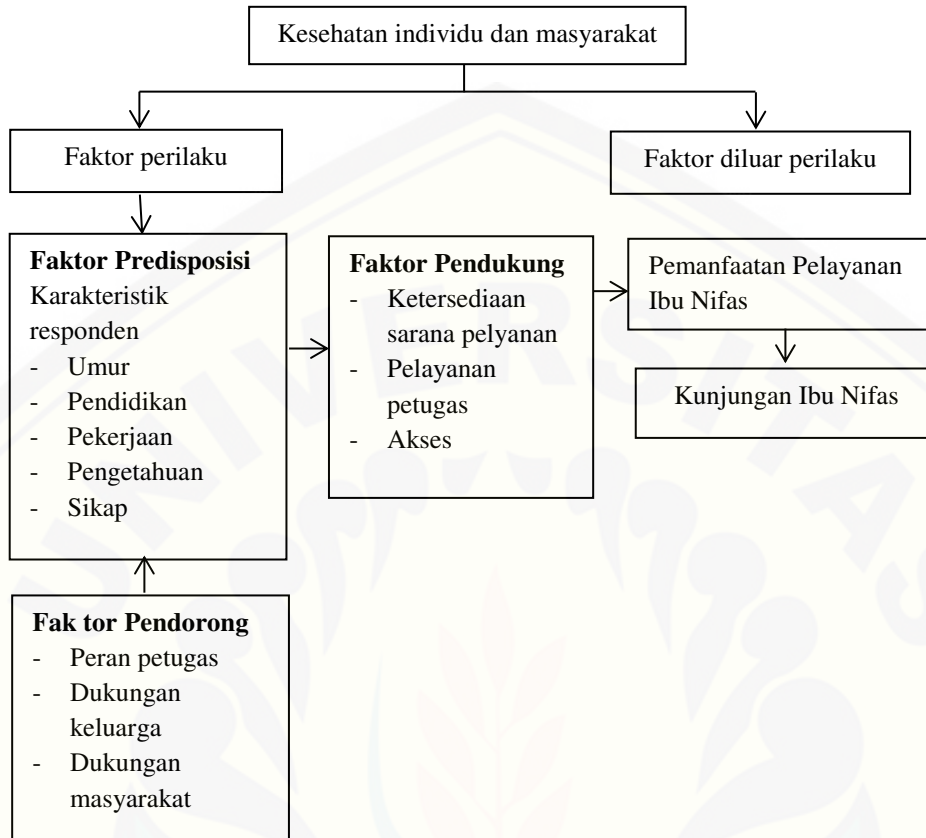 Kesehatan individu dan masyarakat
Faktor perilaku
Faktor diluar perilaku
Faktor Predisposisi
Karakteristik
responden
- Umur
- Pendidikan
- Pekerjaan
- Pengetahuan
- Sikap
Faktor Pendukung
- Ketersediaan
sarana pelyanan
- Pelayanan
petugas
- Akses
Pemanfaatan Pelayanan
Ibu Nifas
Kunjungan Ibu Nifas
Fak tor Pendorong
- Peran petugas
- Dukungan
keluarga
- Dukungan
masyarakat
UNIVERSITAS